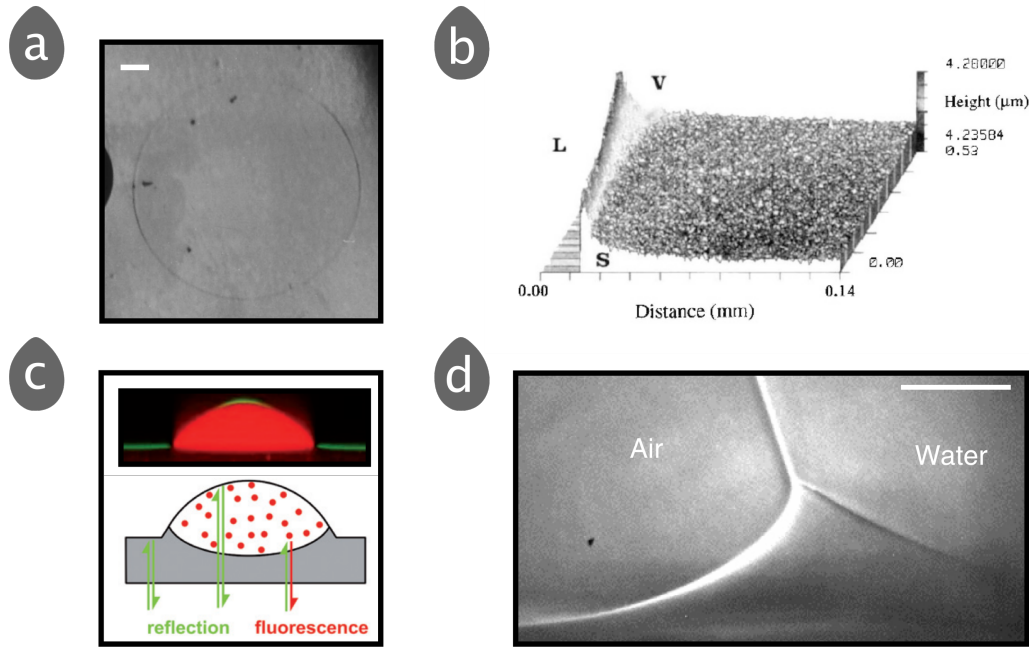 a
b
4.28000
V
Height (μm)
4.23584
L
0.53
S
0.00
0.00
0.14
Distance (mm)
c
reflection
fluorescence
d
Air
Water